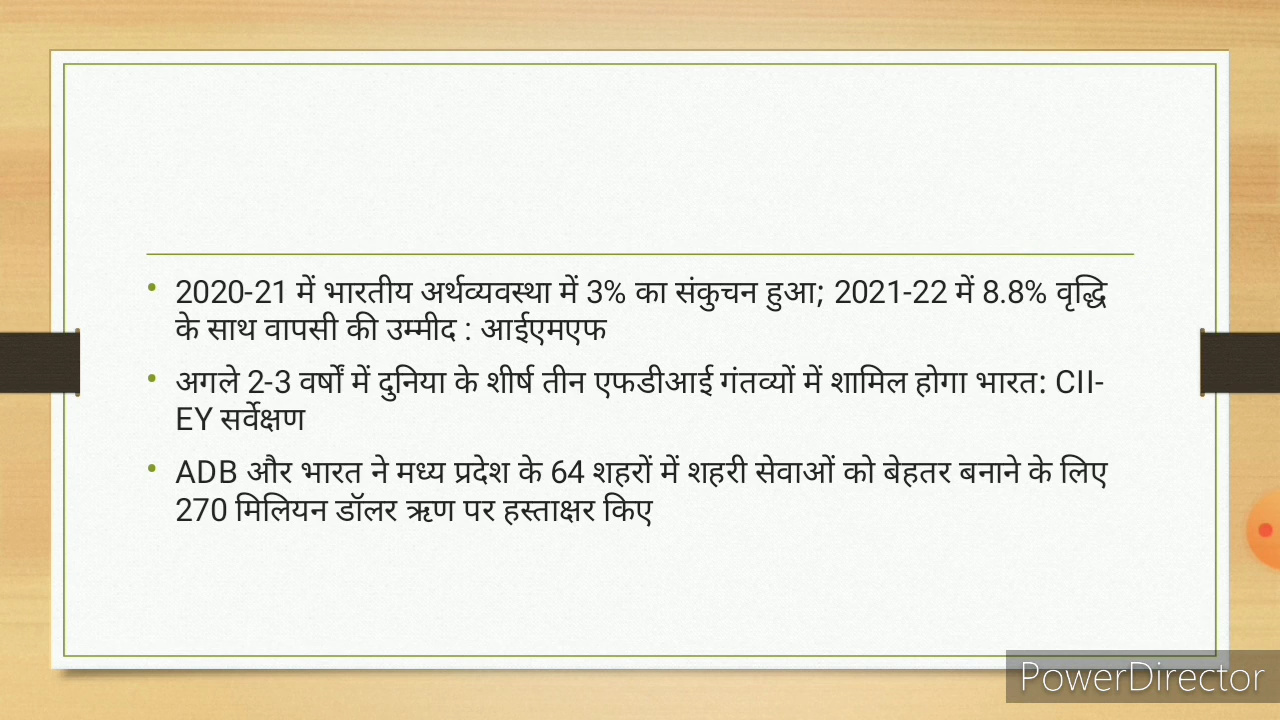 • 2020-21 में भारतीय अर्थव्यवस्था में 3% का संकुचन हुआ; 2021-22 में 8.8% वृद्धि
के साथ वापसी की उम्मीद : आईएमएफ
• अगले 2-3 वर्षों में दुनिया के शीर्ष तीन एफडीआई गंतव्यों में शामिल होगा भारत: CII-
EY सर्वेक्षण
• ADB और भारत ने मध्य प्रदेश के 64 शहरों में शहरी सेवाओं को बेहतर बनाने के लिए
270 मिलियन डॉलर ऋण पर हस्ताक्षर किए
PowerDirector